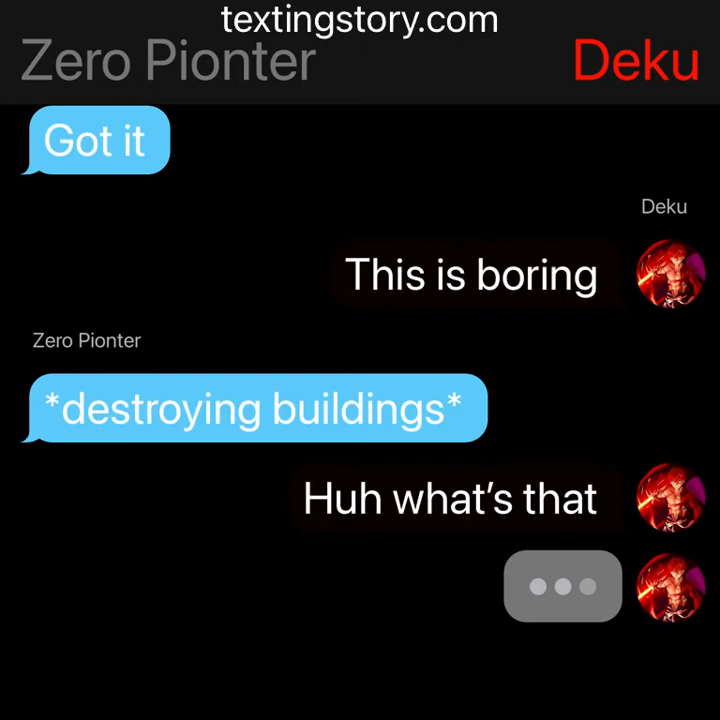 textingstory.com
Zero Pionter
Deku
Got it
Deku
This is boring
Zero Pionter
*destroying buildings*
Huh what’s that